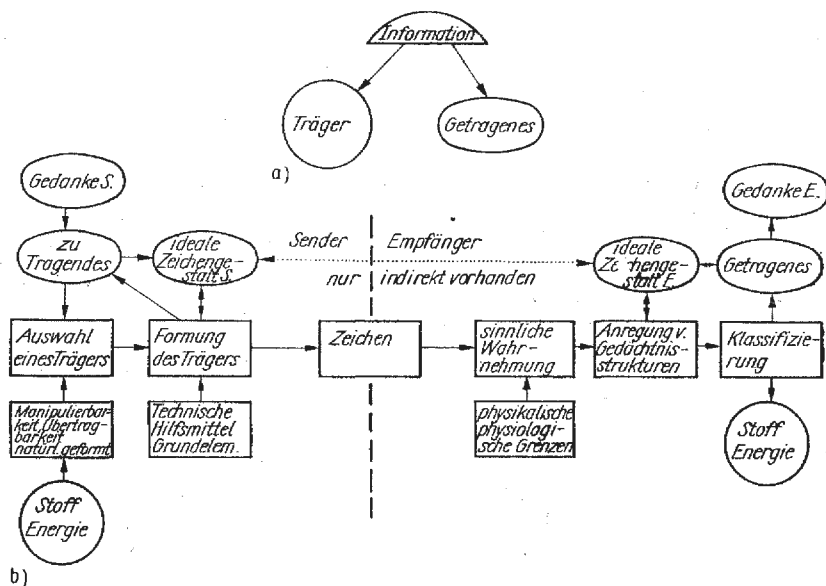 Information
Träger
Getragenes
a)
Gedanke S.
zu
Tragendes
ideale
Zeichenge-
stalt S.
Sender
Empfänger
nur
indirekt vorhanden
ideale
Zeichenge-
stalt E.
Gedanke E.
Getragenes
Auswahl
eines Trägers
Formung
des Trägers
Zeichen
sinnliche
Wahr-
nehmung
Anregung v.
Gedächtnis-
strukturen
Klassifizie-
rung
Manipulierbar-
keit, Übertrag-
barkeit
natürl. geformt
Technische
Hilfsmittel
Grundelem.
physikalische
physiologi-
sche Grenzen
Stoff
Energie
Stoff
Energie
b)